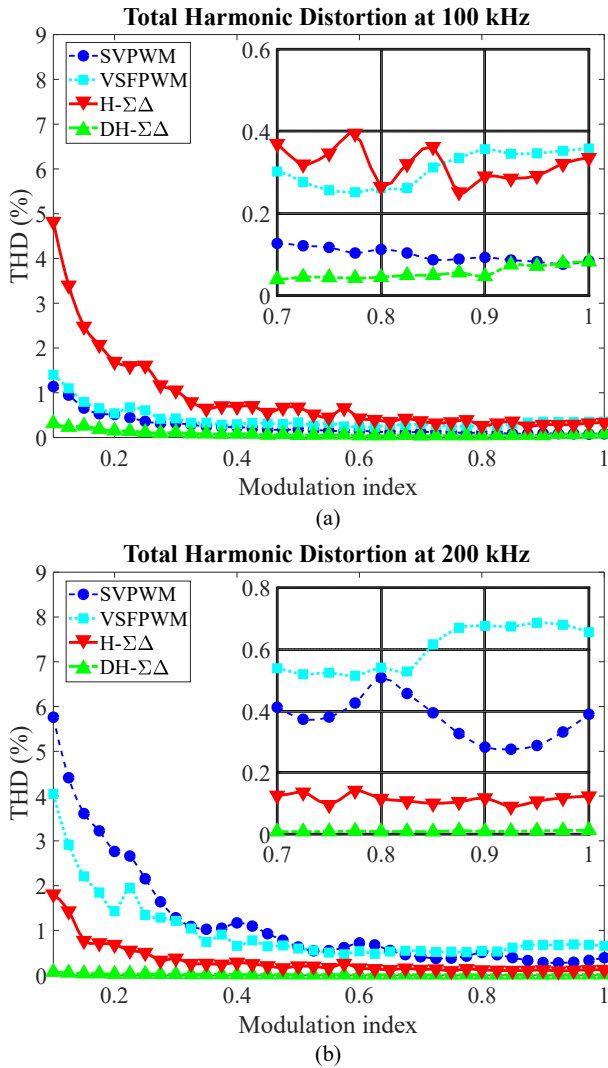 Total Harmonic Distortion at 100 kHz
9
8
7
6
5
4
3
2
1
0
THD (%)
SVPWM
VSFPWM
H-ΣΔ
DH-ΣΔ
0.6
0.4
0.2
0
0.7 0.8 0.9 1
0.2 0.4 0.6 0.8 1
Modulation index
(a)
Total Harmonic Distortion at 200 kHz
9
8
7
6
5
4
3
2
1
0
THD (%)
SVPWM
VSFPWM
H-ΣΔ
DH-ΣΔ
0.8
0.6
0.4
0.2
0
0.7 0.8 0.9 1
0.2 0.4 0.6 0.8 1
Modulation index
(b)